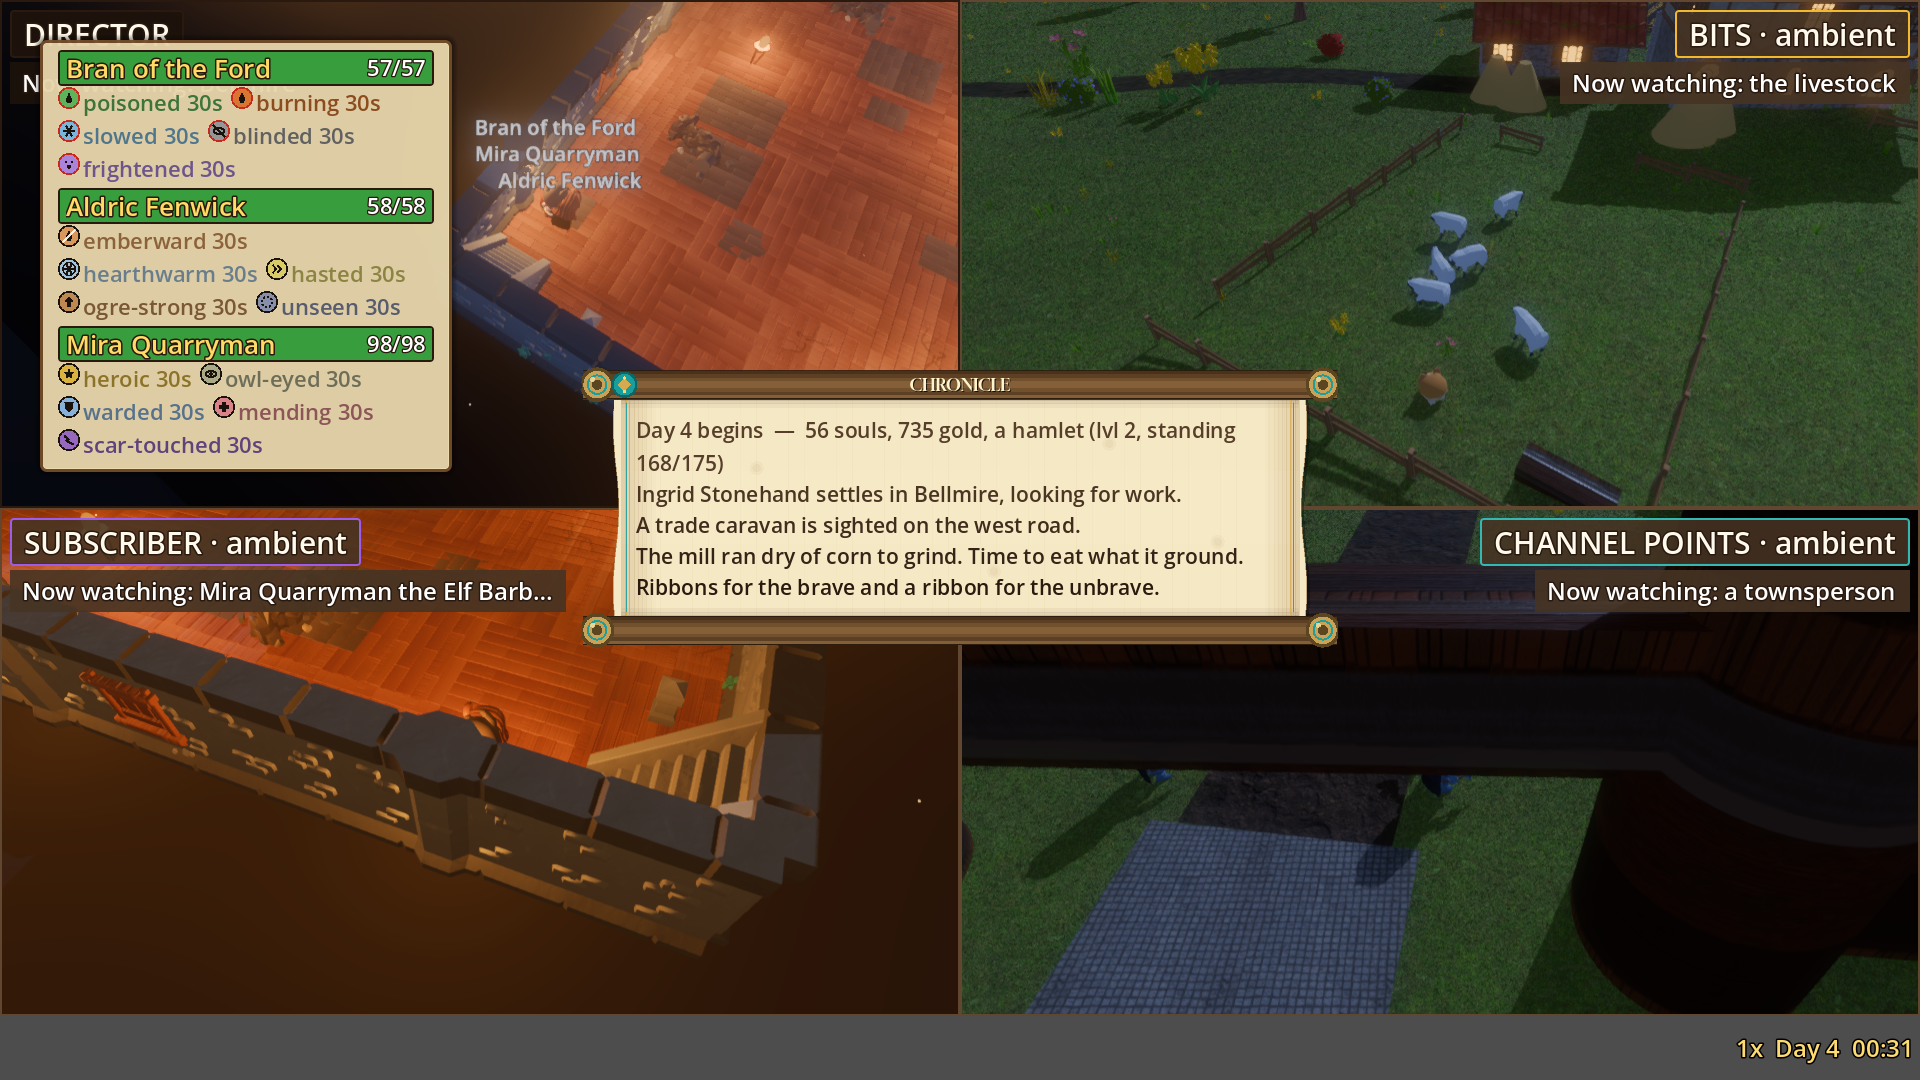 DIRECTOR
No
Bran of the Ford 57/57
poisoned 30s burning 30s
slowed 30s blinded 30s
frightened 30s
Aldric Fenwick 58/58
emberward 30s
hearthwarm 30s hasted 30s
ogre-strong 30s unseen 30s
Mira Quarryman 98/98
heroic 30s owl-eyed 30s
warded 30s mending 30s
scar-touched 30s
Bran of the Ford
Mira Quarryman
Aldric Fenwick
BITS · ambient
Now watching: the livestock
CHRONICLE
Day 4 begins — 56 souls, 735 gold, a hamlet (lvl 2, standing
168/175)
Ingrid Stonehand settles in Bellmire, looking for work.
A trade caravan is sighted on the west road.
The mill ran dry of corn to grind. Time to eat what it ground.
Ribbons for the brave and a ribbon for the unbrave.
SUBSCRIBER · ambient
Now watching: Mira Quarryman the Elf Barb...
CHANNEL POINTS · ambient
Now watching: a townsperson
1x Day 4 00:31